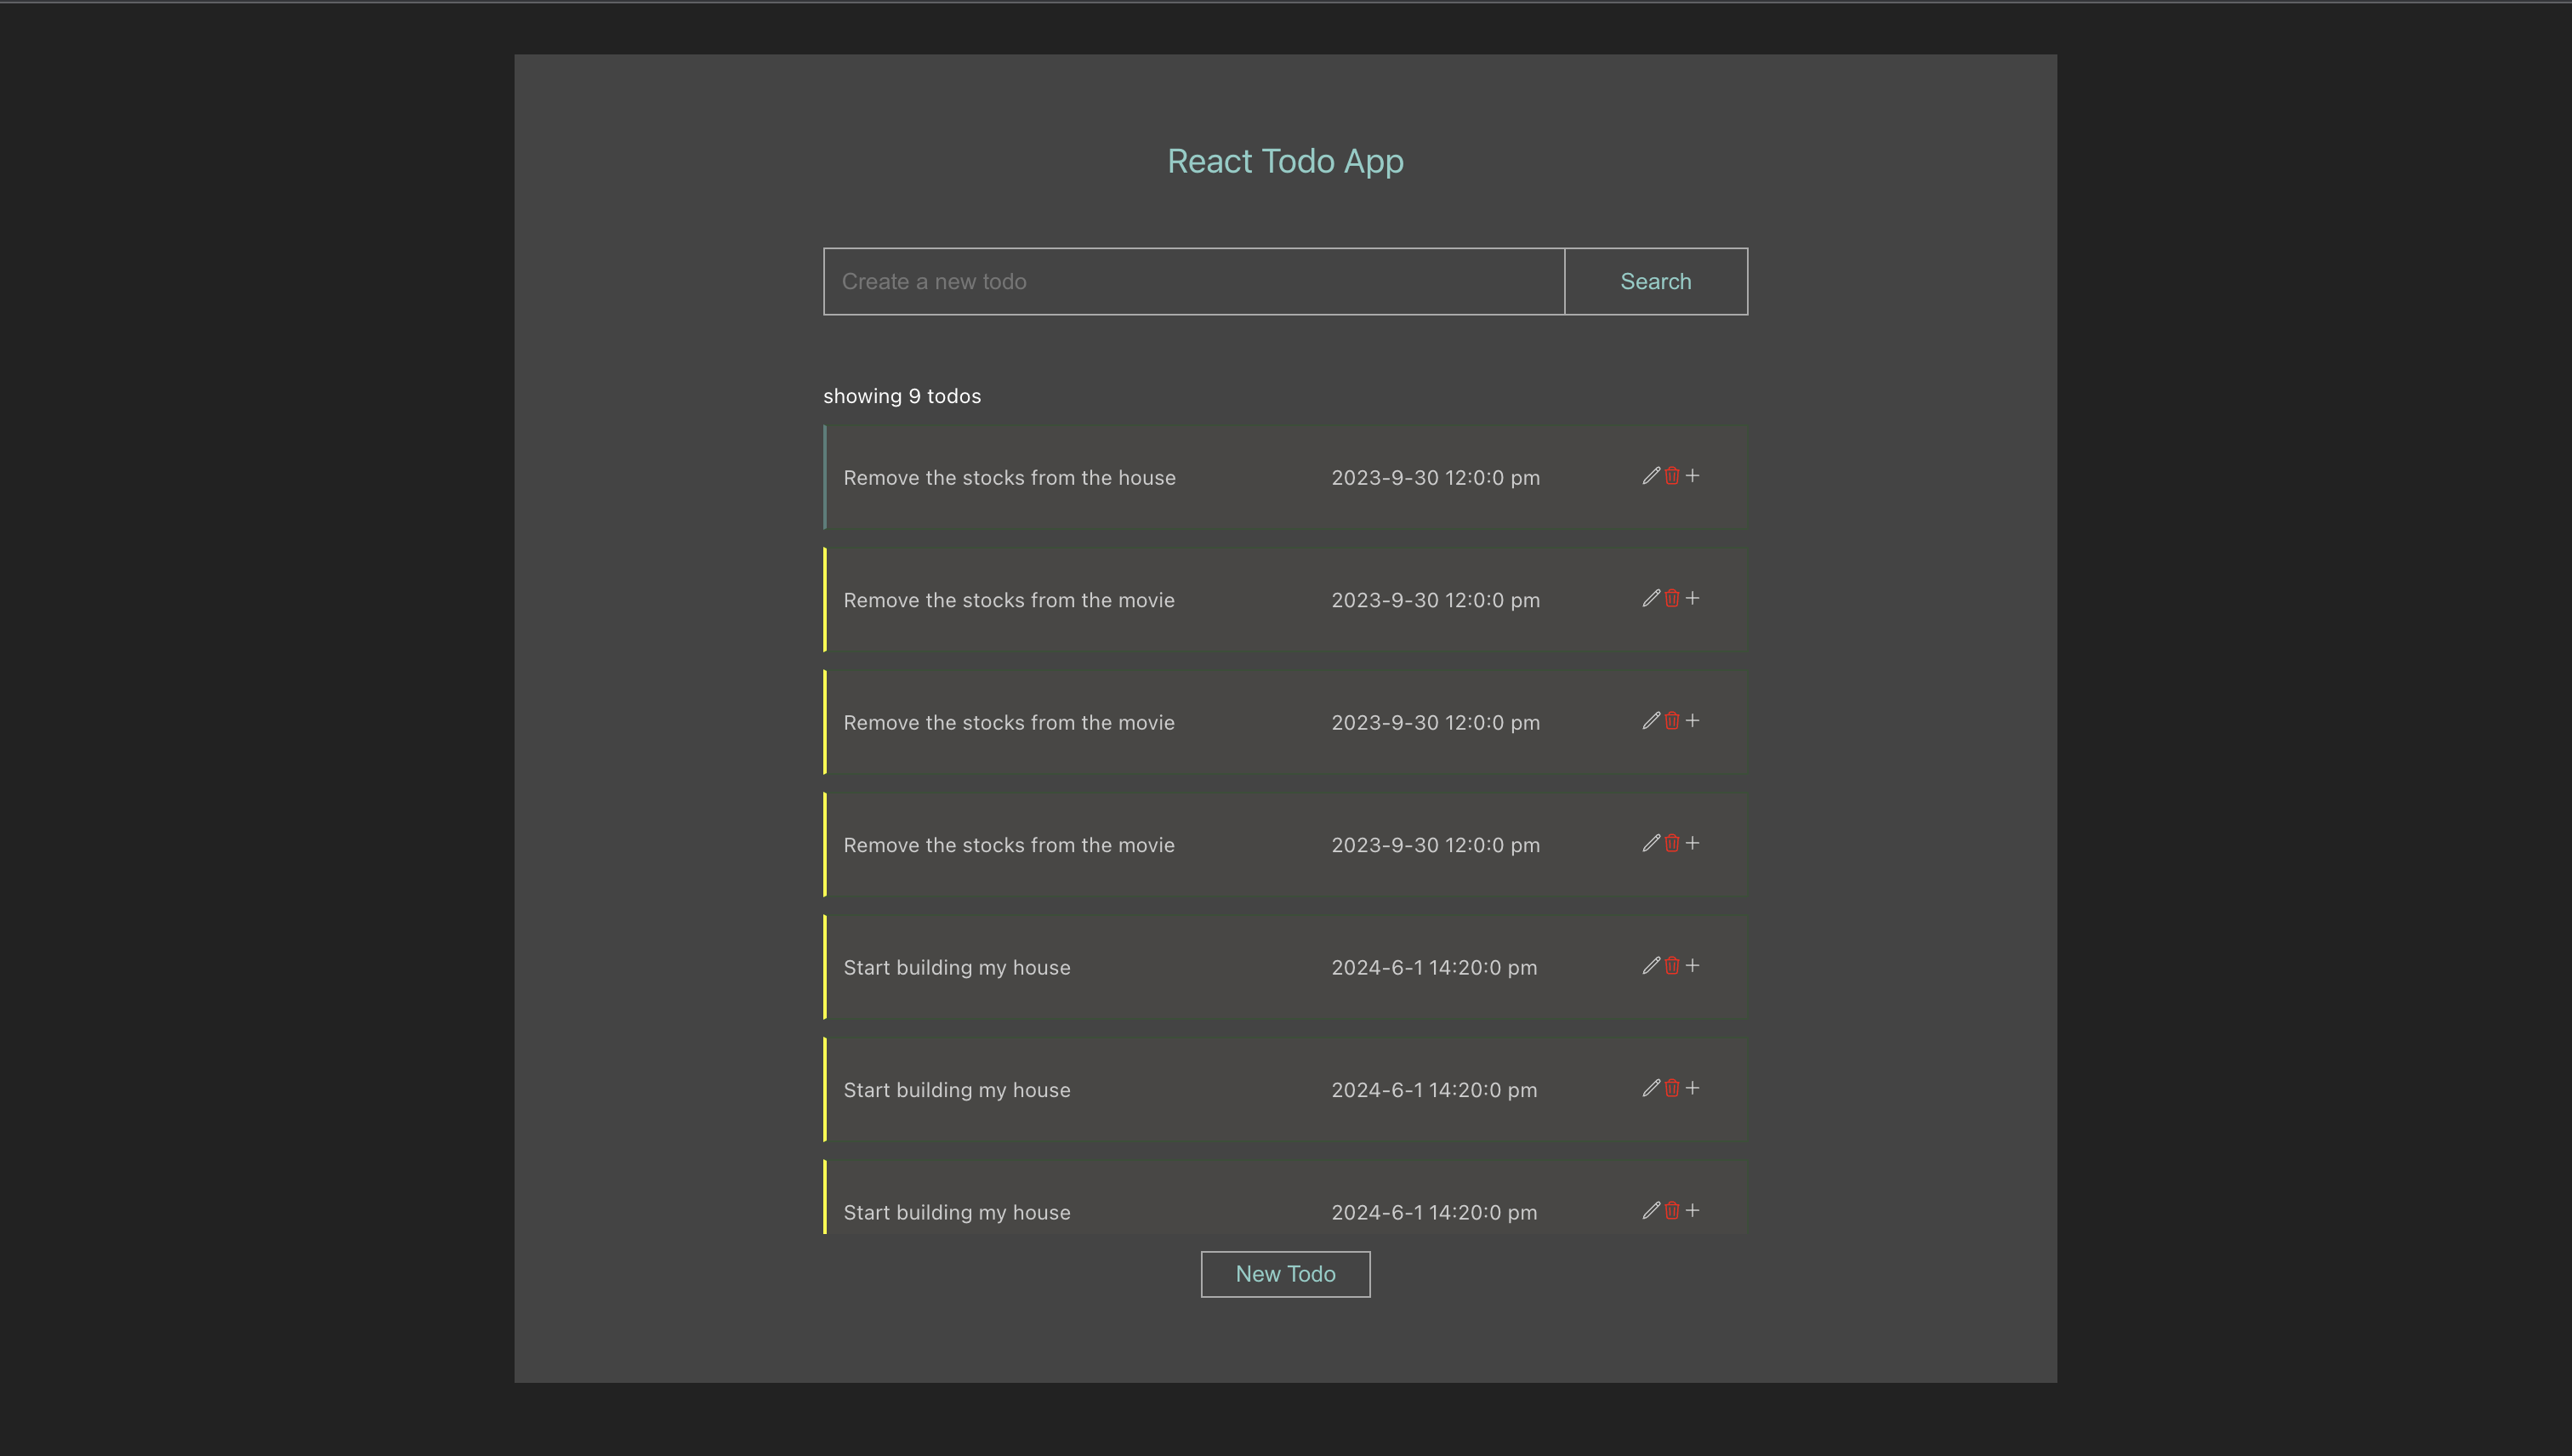 React Todo App
Create a new todo
Search
showing 9 todos
Remove the stocks from the house 2023-9-30 12:0:0 pm
Remove the stocks from the movie 2023-9-30 12:0:0 pm
Remove the stocks from the movie 2023-9-30 12:0:0 pm
Remove the stocks from the movie 2023-9-30 12:0:0 pm
Start building my house 2024-6-1 14:20:0 pm
Start building my house 2024-6-1 14:20:0 pm
Start building my house 2024-6-1 14:20:0 pm
New Todo